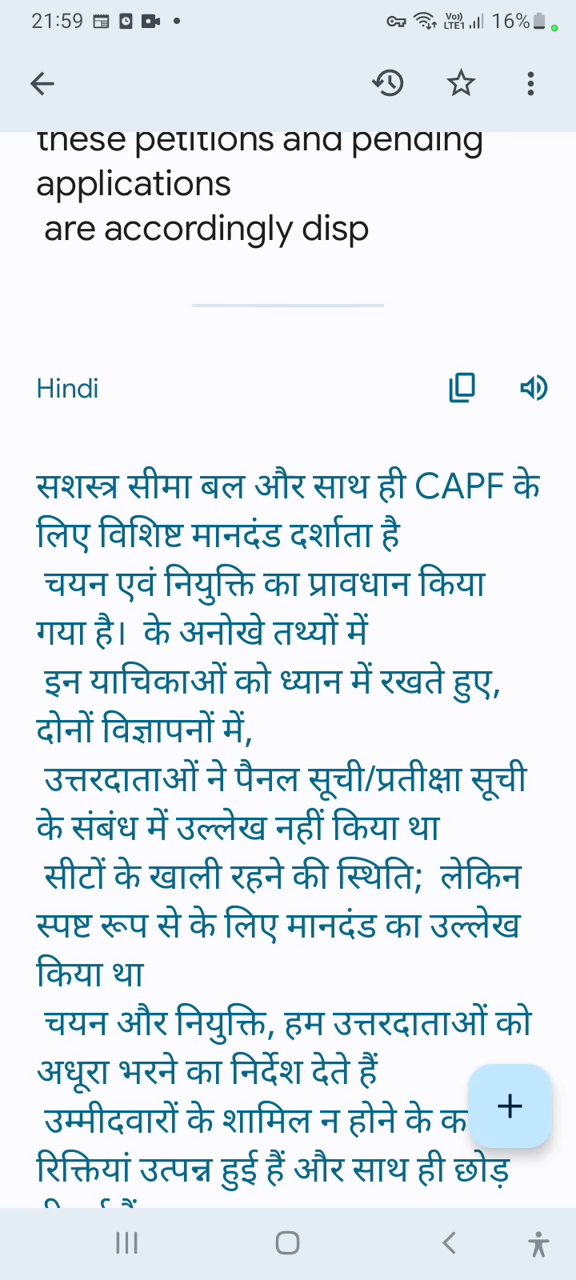 21:59 Vo)) LTE1 16%
these petitions and pending
applications
are accordingly disp
Hindi
सशस्त्र सीमा बल और साथ ही CAPF के
लिए विशिष्ट मानदंड दर्शाता है
चयन एवं नियुक्ति का प्रावधान किया
गया है। के अनोखे तथ्यों में
इन याचिकाओं को ध्यान में रखते हुए,
दोनों विज्ञापनों में,
उत्तरदाताओं ने पैनल सूची/प्रतीक्षा सूची
के संबंध में उल्लेख नहीं किया था
सीटों के खाली रहने की स्थिति; लेकिन
स्पष्ट रूप से के लिए मानदंड का उल्लेख
किया था
चयन और नियुक्ति, हम उत्तरदाताओं को
अधूरा भरने का निर्देश देते हैं
उम्मीदवारों के शामिल न होने के
रिक्तियां उत्पन्न हुई हैं और साथ ही छोड़